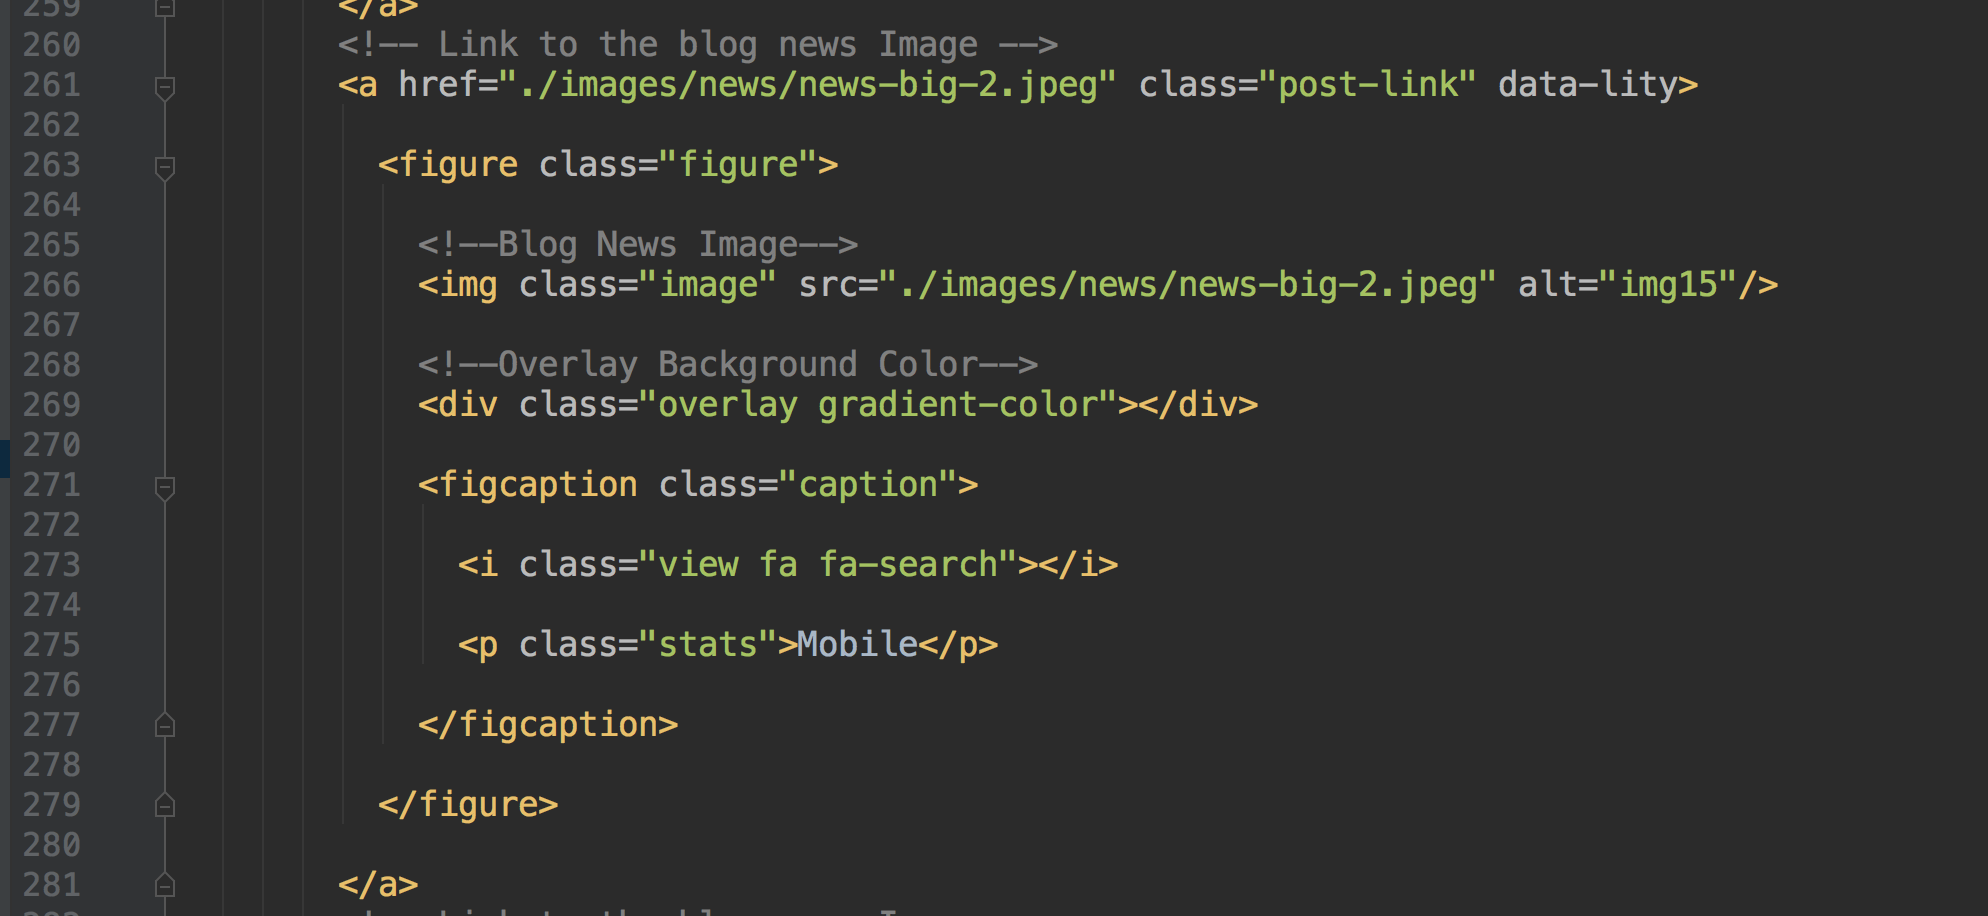 259 </a>
260 <!-- Link to the blog news Image -->
261 <a href="./images/news/news-big-2.jpeg" class="post-link" data-lity>
262
263 <figure class="figure">
264
265 <!--Blog News Image-->
266 <img class="image" src="./images/news/news-big-2.jpeg" alt="img15"/>
267
268 <!--Overlay Background Color-->
269 <div class="overlay gradient-color"></div>
270
271 <figcaption class="caption">
272
273 <i class="view fa fa-search"></i>
274
275 <p class="stats">Mobile</p>
276
277 </figcaption>
278
279 </figure>
280
281 </a>